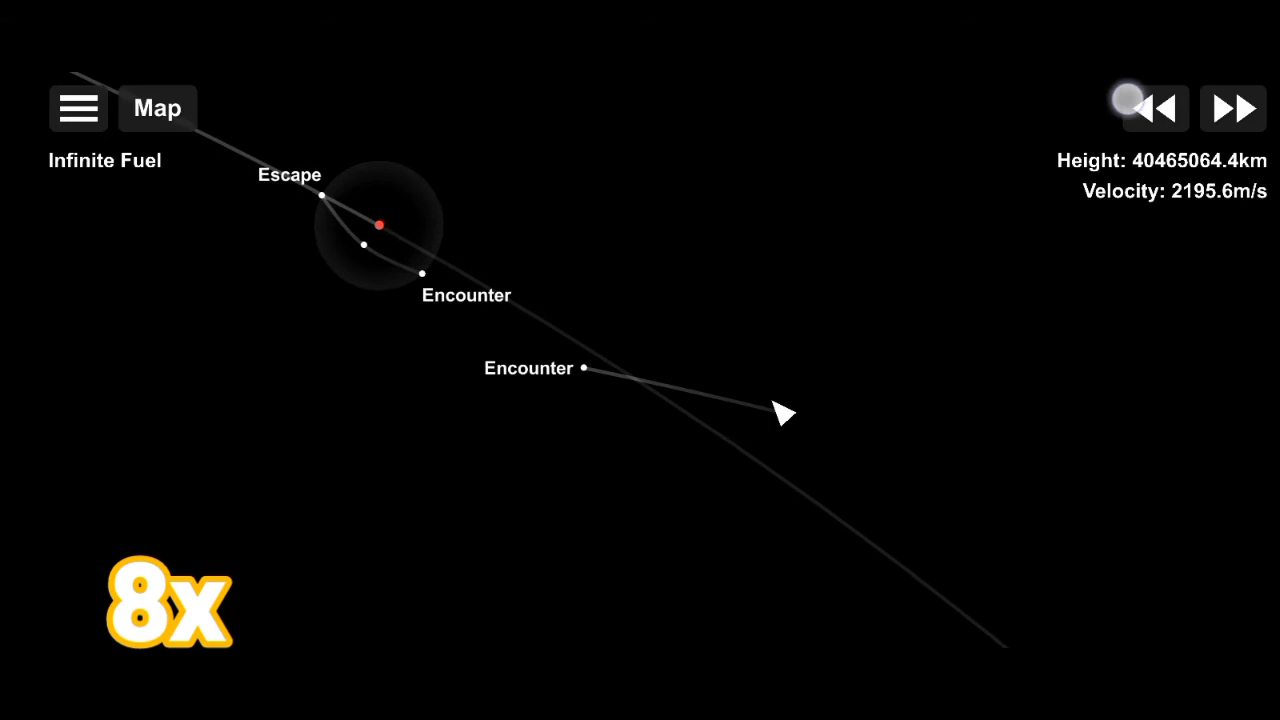 Map
Infinite Fuel
Height: 40465064.4km
Velocity: 2195.6m/s
Escape
Encounter
Encounter
8x